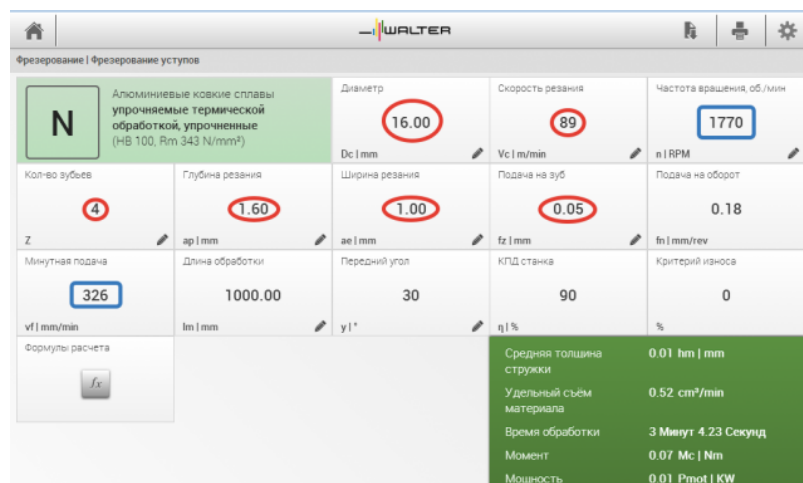 WALTER
Фрезерование | Фрезерование уступов
N
Алюминиевые ковкие сплавы
упрочняемые термической
обработкой, упрочненные
(HB 100, Rm 343 N/mm²)
Диаметр
16.00
Dc | mm
Скорость резания
89
Vc | m/min
Частота вращения, об./мин
1770
n | RPM
Кол-во зубьев
4
Z
Глубина резания
1.60
ap | mm
Ширина резания
1.00
ae | mm
Подача на зуб
0.05
fz | mm
Подача на оборот
0.18
fn | mm/rev
Минутная подача
326
vf | mm/min
Длина обработки
1000.00
lm | mm
Передний угол
30
γ | °
КПД станка
90
η | %
Критерий износа
0
%
Формулы расчета
fx
Средняя толщина
стружки
0.01 hm | mm
Удельный съём
материала
0.52 cm³/min
Время обработки
3 Минут 4.23 Секунд
Момент
0.07 Mc | Nm
Мощность
0.01 Pmot | KW